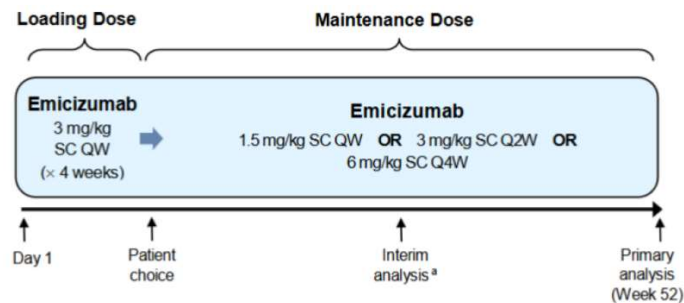 Loading Dose
Maintenance Dose
Emicizumab
3 mg/kg
SC QW
(× 4 weeks)
Emicizumab
1.5 mg/kg SC QW OR 3 mg/kg SC Q2W OR
6 mg/kg SC Q4W
Day 1
Patient
choice
Interim
analysis a
Primary
analysis
(Week 52)